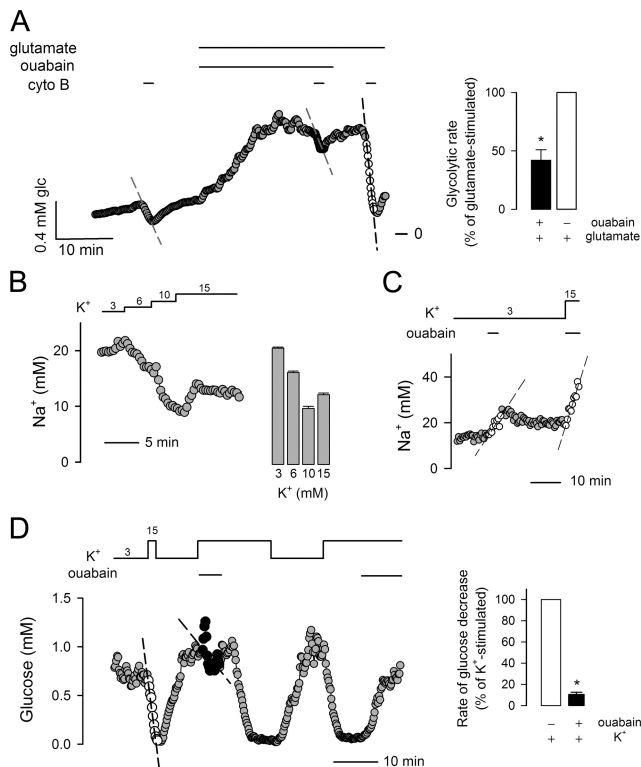 A
glutamate
ouabain
cyto B
0.4 mM glc
10 min
0
Glycolytic rate
(% of glutamate-stimulated)
100
50
0
*
+ − ouabain
+ + glutamate
B
K+ 3 6 10 15
Na+ (mM)
20
10
0
5 min
3 6 10 15
K+ (mM)
C
K+ 3 15
ouabain
Na+ (mM)
40
20
0
10 min
D
K+ 3 15
ouabain
Glucose (mM)
1.5
1.0
0.5
0.0
10 min
Rate of glucose decrease
(% of K+-stimulated)
100
80
60
40
20
0
*
− + ouabain
+ + K+